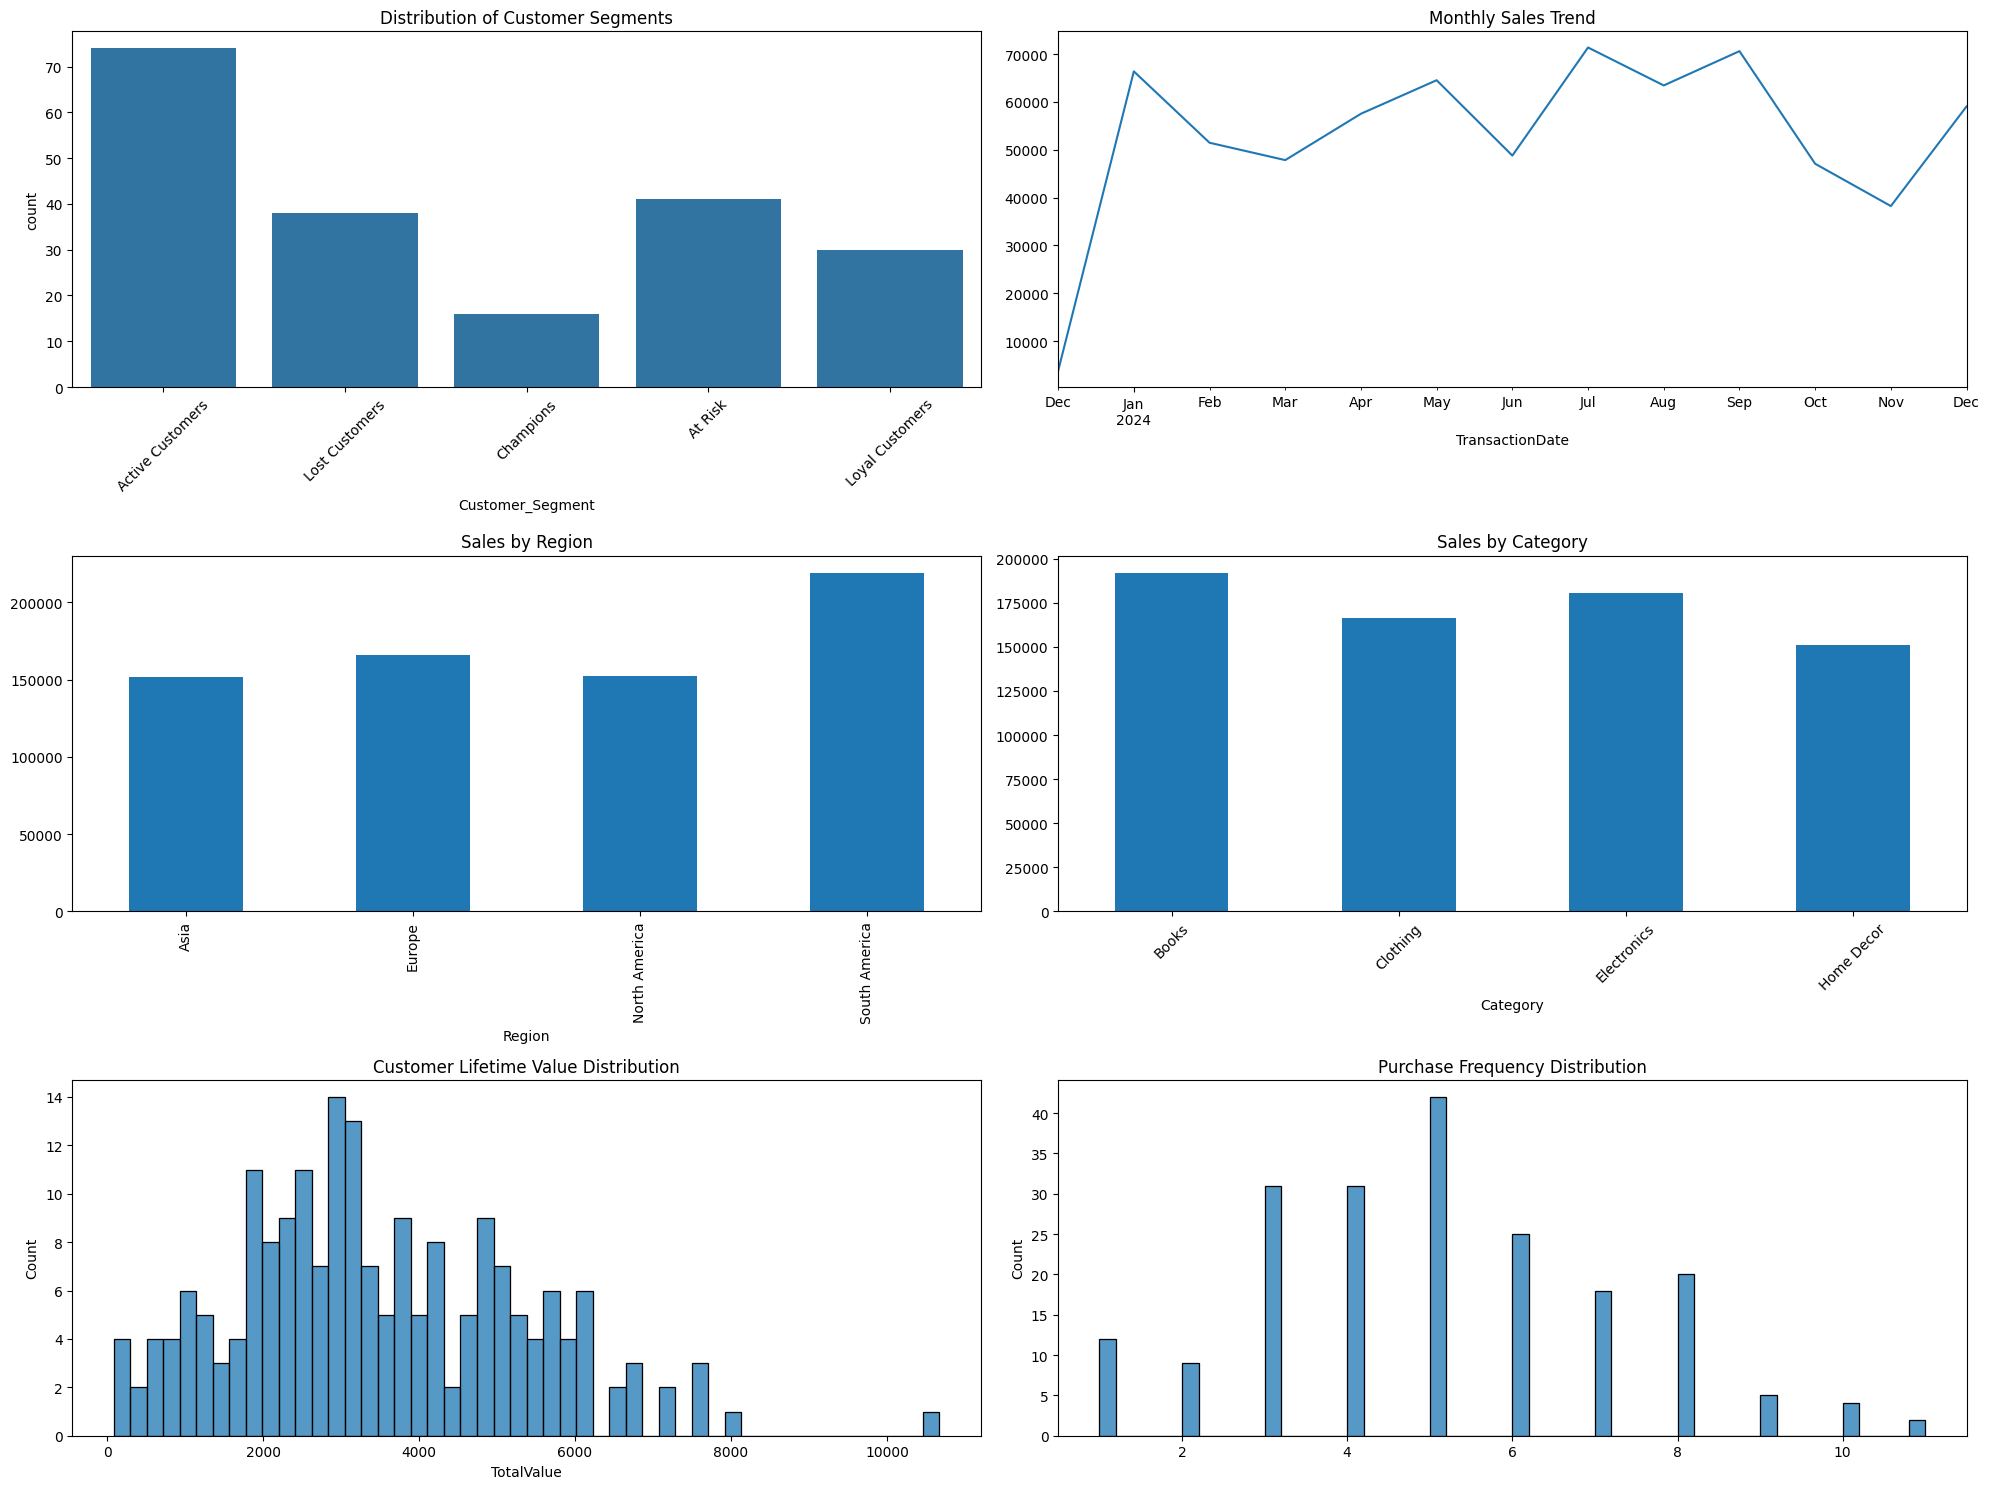 Distribution of Customer Segments
count
0
10
20
30
40
50
60
70
Active Customers
Lost Customers
Champions
At Risk
Loyal Customers
Customer_Segment
Monthly Sales Trend
70000
60000
50000
40000
30000
20000
10000
Dec
Jan
2024
Feb
Mar
Apr
May
Jun
Jul
Aug
Sep
Oct
Nov
Dec
TransactionDate
Sales by Region
200000
150000
100000
50000
0
Asia
Europe
North America
South America
Region
Sales by Category
200000
175000
150000
125000
100000
75000
50000
25000
0
Books
Clothing
Electronics
Home Decor
Category
Customer Lifetime Value Distribution
Count
14
12
10
8
6
4
2
0
0
2000
4000
6000
8000
10000
TotalValue
Purchase Frequency Distribution
Count
40
35
30
25
20
15
10
5
0
2
4
6
8
10